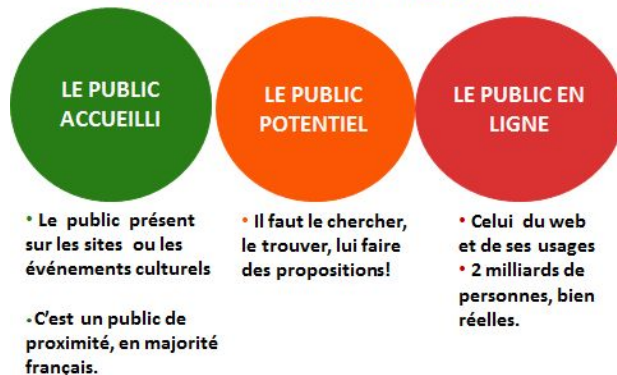 LE PUBLIC
ACCUEILLI
• Le public présent
sur les sites ou les
événements culturels
• C'est un public de
proximité, en majorité
français.
LE PUBLIC
POTENTIEL
• Il faut le chercher,
le trouver, lui faire
des propositions!
LE PUBLIC EN
LIGNE
• Celui du web
et de ses usages
• 2 milliards de
personnes, bien
réelles.